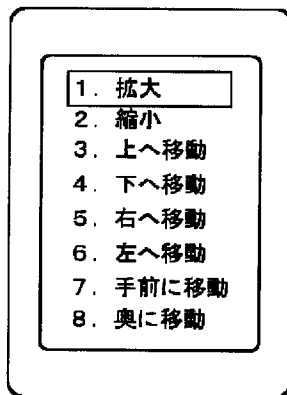 1. 拡大
2. 縮小
3. 上へ移動
4. 下へ移動
5. 右へ移動
6. 左へ移動
7. 手前に移動
8. 奥に移動